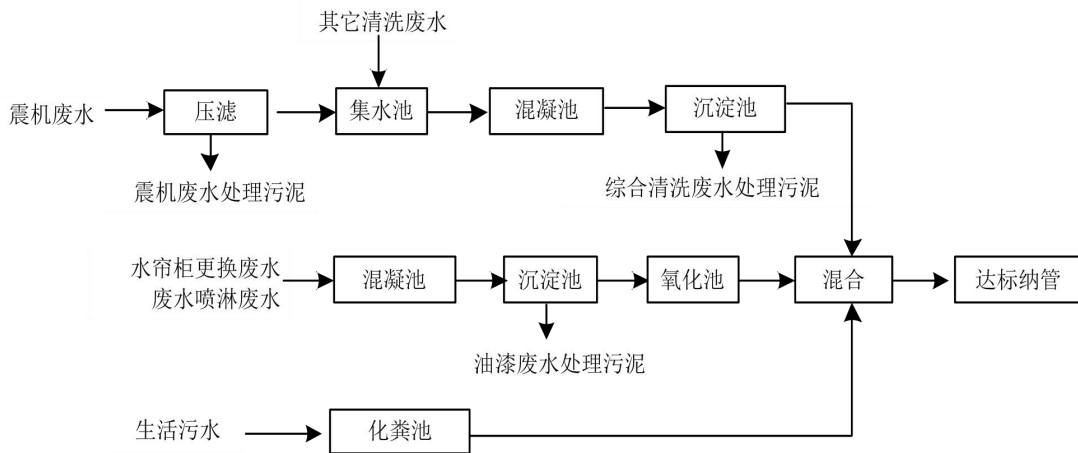 其它清洗废水
震机废水
压滤
集水池
混凝池
沉淀池
震机废水处理污泥
综合清洗废水处理污泥
水帘柜更换废水
废水喷淋废水
混凝池
沉淀池
氧化池
混合
达标纳管
油漆废水处理污泥
生活污水
化粪池